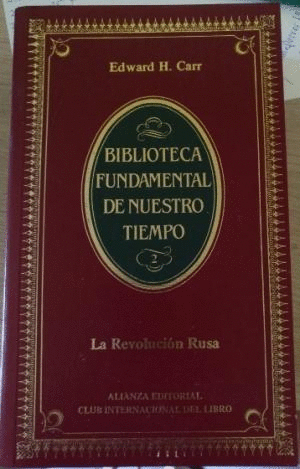 Edward H. Carr
BIBLIOTECA
FUNDAMENTAL
DE NUESTRO
TIEMPO
2
La Revolución Rusa
ALIANZA EDITORIAL
CLUB INTERNACIONAL DEL LIBRO